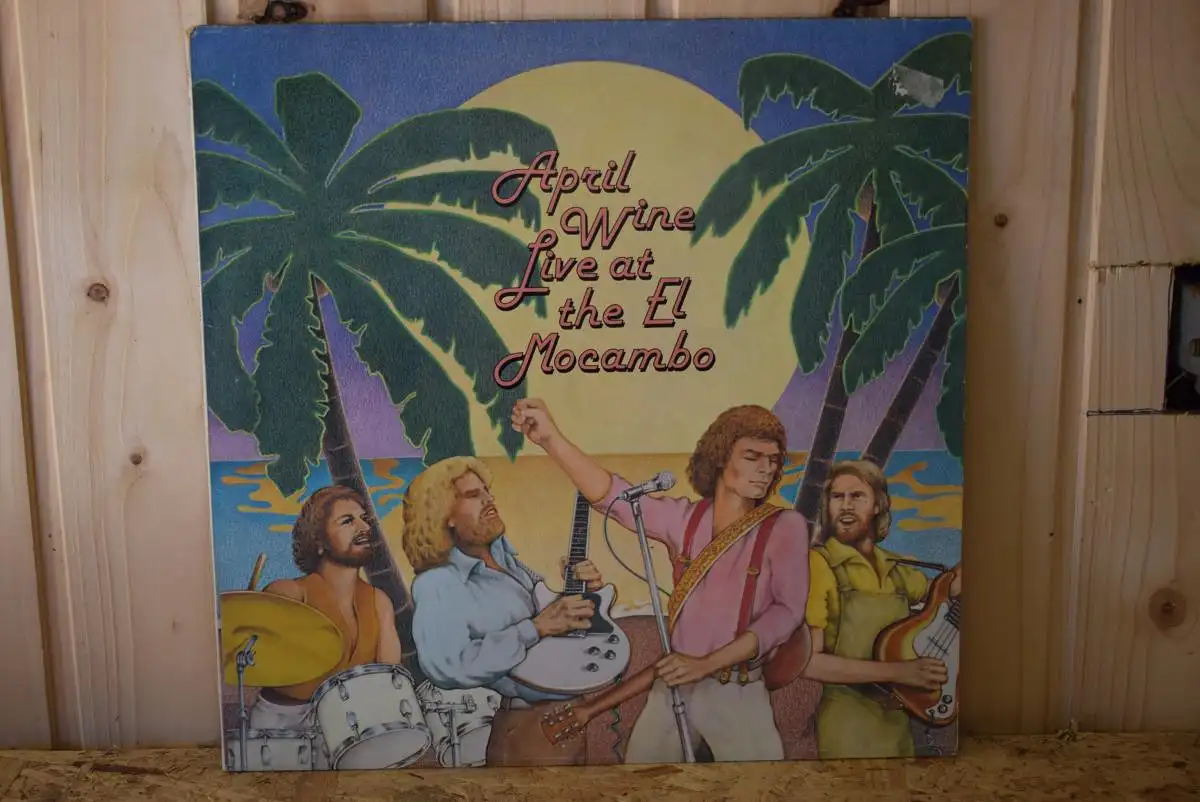 April
Wine
Live at
the El
Mocambo